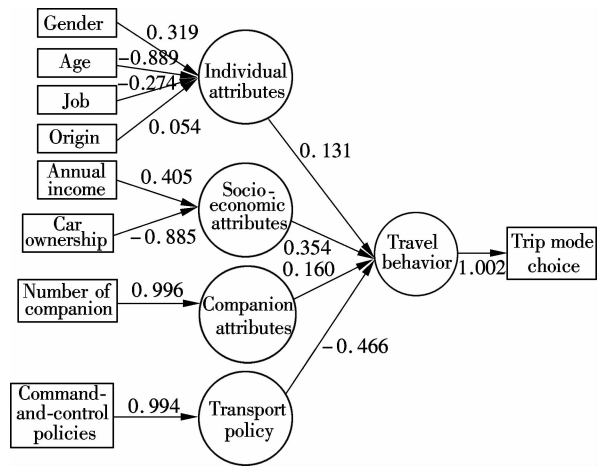 Gender
0.319
Age
-0.889
Job
-0.274
Origin
0.054
Individual
attributes
0.131
Annual
income
0.405
Car
ownership
-0.885
Socio-
economic
attributes
0.354
Number of
companion
0.996
Companion
attributes
0.160
Command-
and-control
policies
0.994
Transport
policy
-0.466
Travel
behavior
1.002
Trip mode
choice